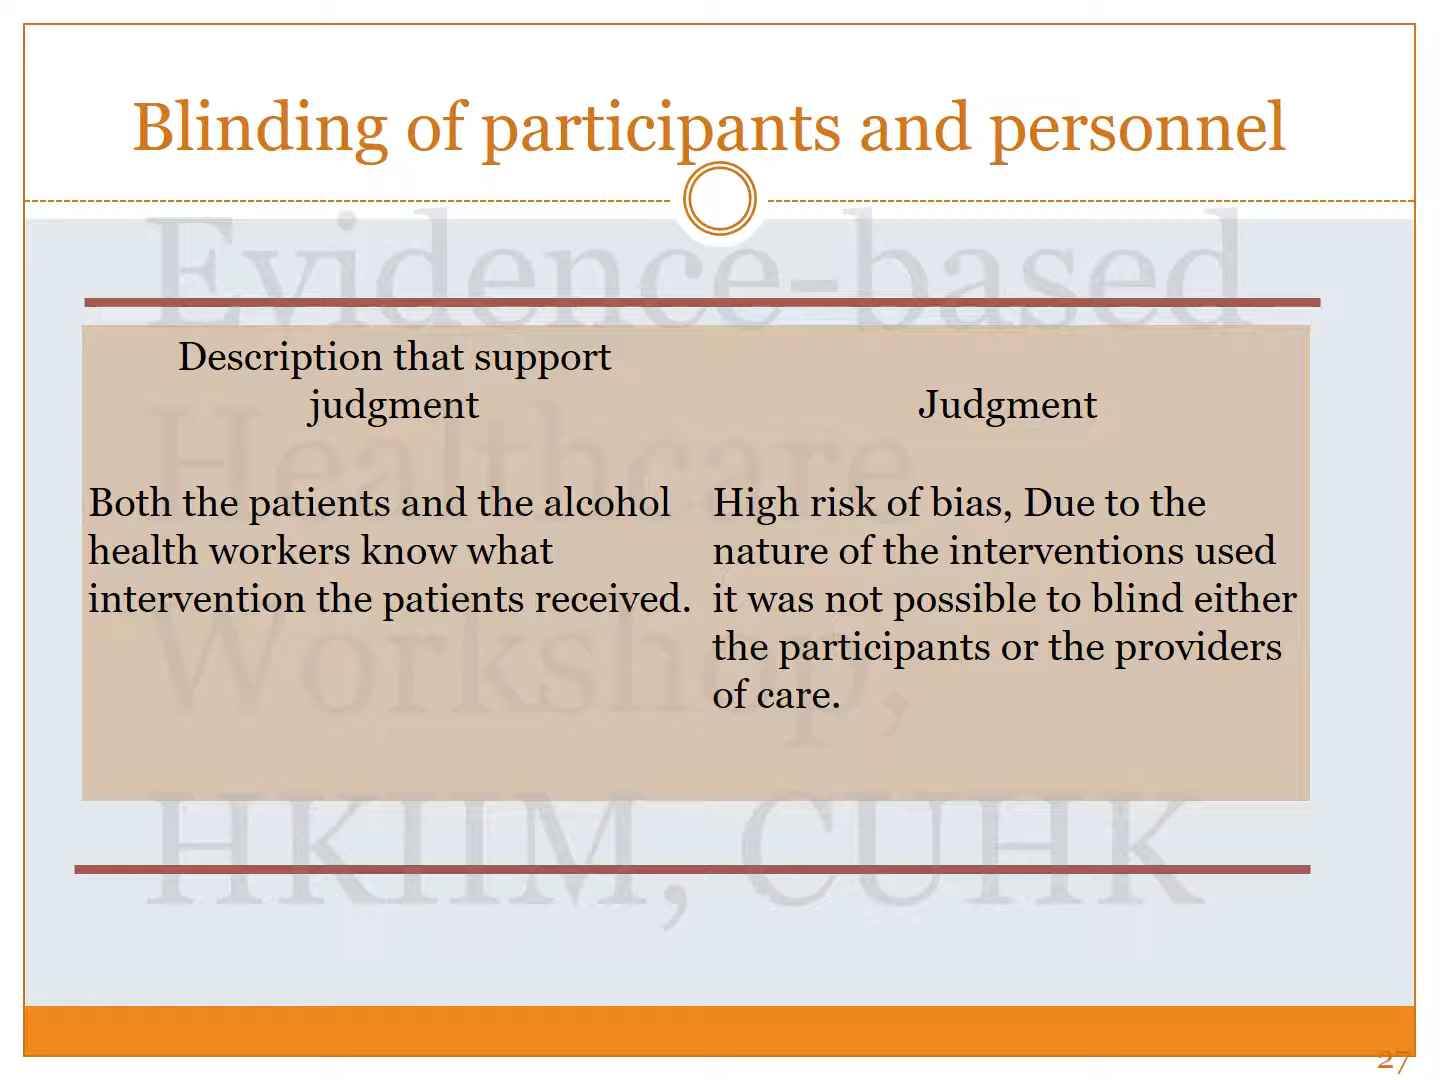 Blinding of participants and personnel
Evidence-based
Healthcare
Workshop,
HKIIM, CUHK
Description that support
judgment
Judgment
Both the patients and the alcohol
health workers know what
intervention the patients received.
High risk of bias, Due to the
nature of the interventions used
it was not possible to blind either
the participants or the providers
of care.
27